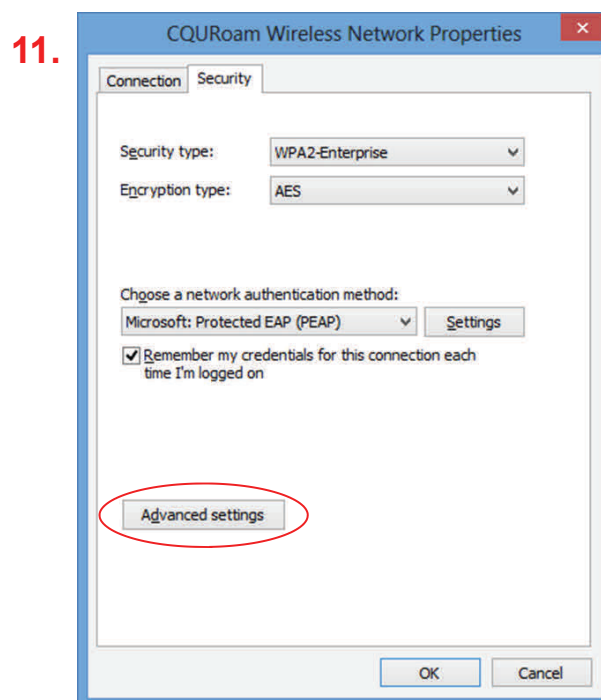 11.
CQURoam Wireless Network Properties
Connection Security
Security type: WPA2-Enterprise
Encryption type: AES
Choose a network authentication method:
Microsoft: Protected EAP (PEAP) Settings
Remember my credentials for this connection each
time I'm logged on
Advanced settings
OK Cancel